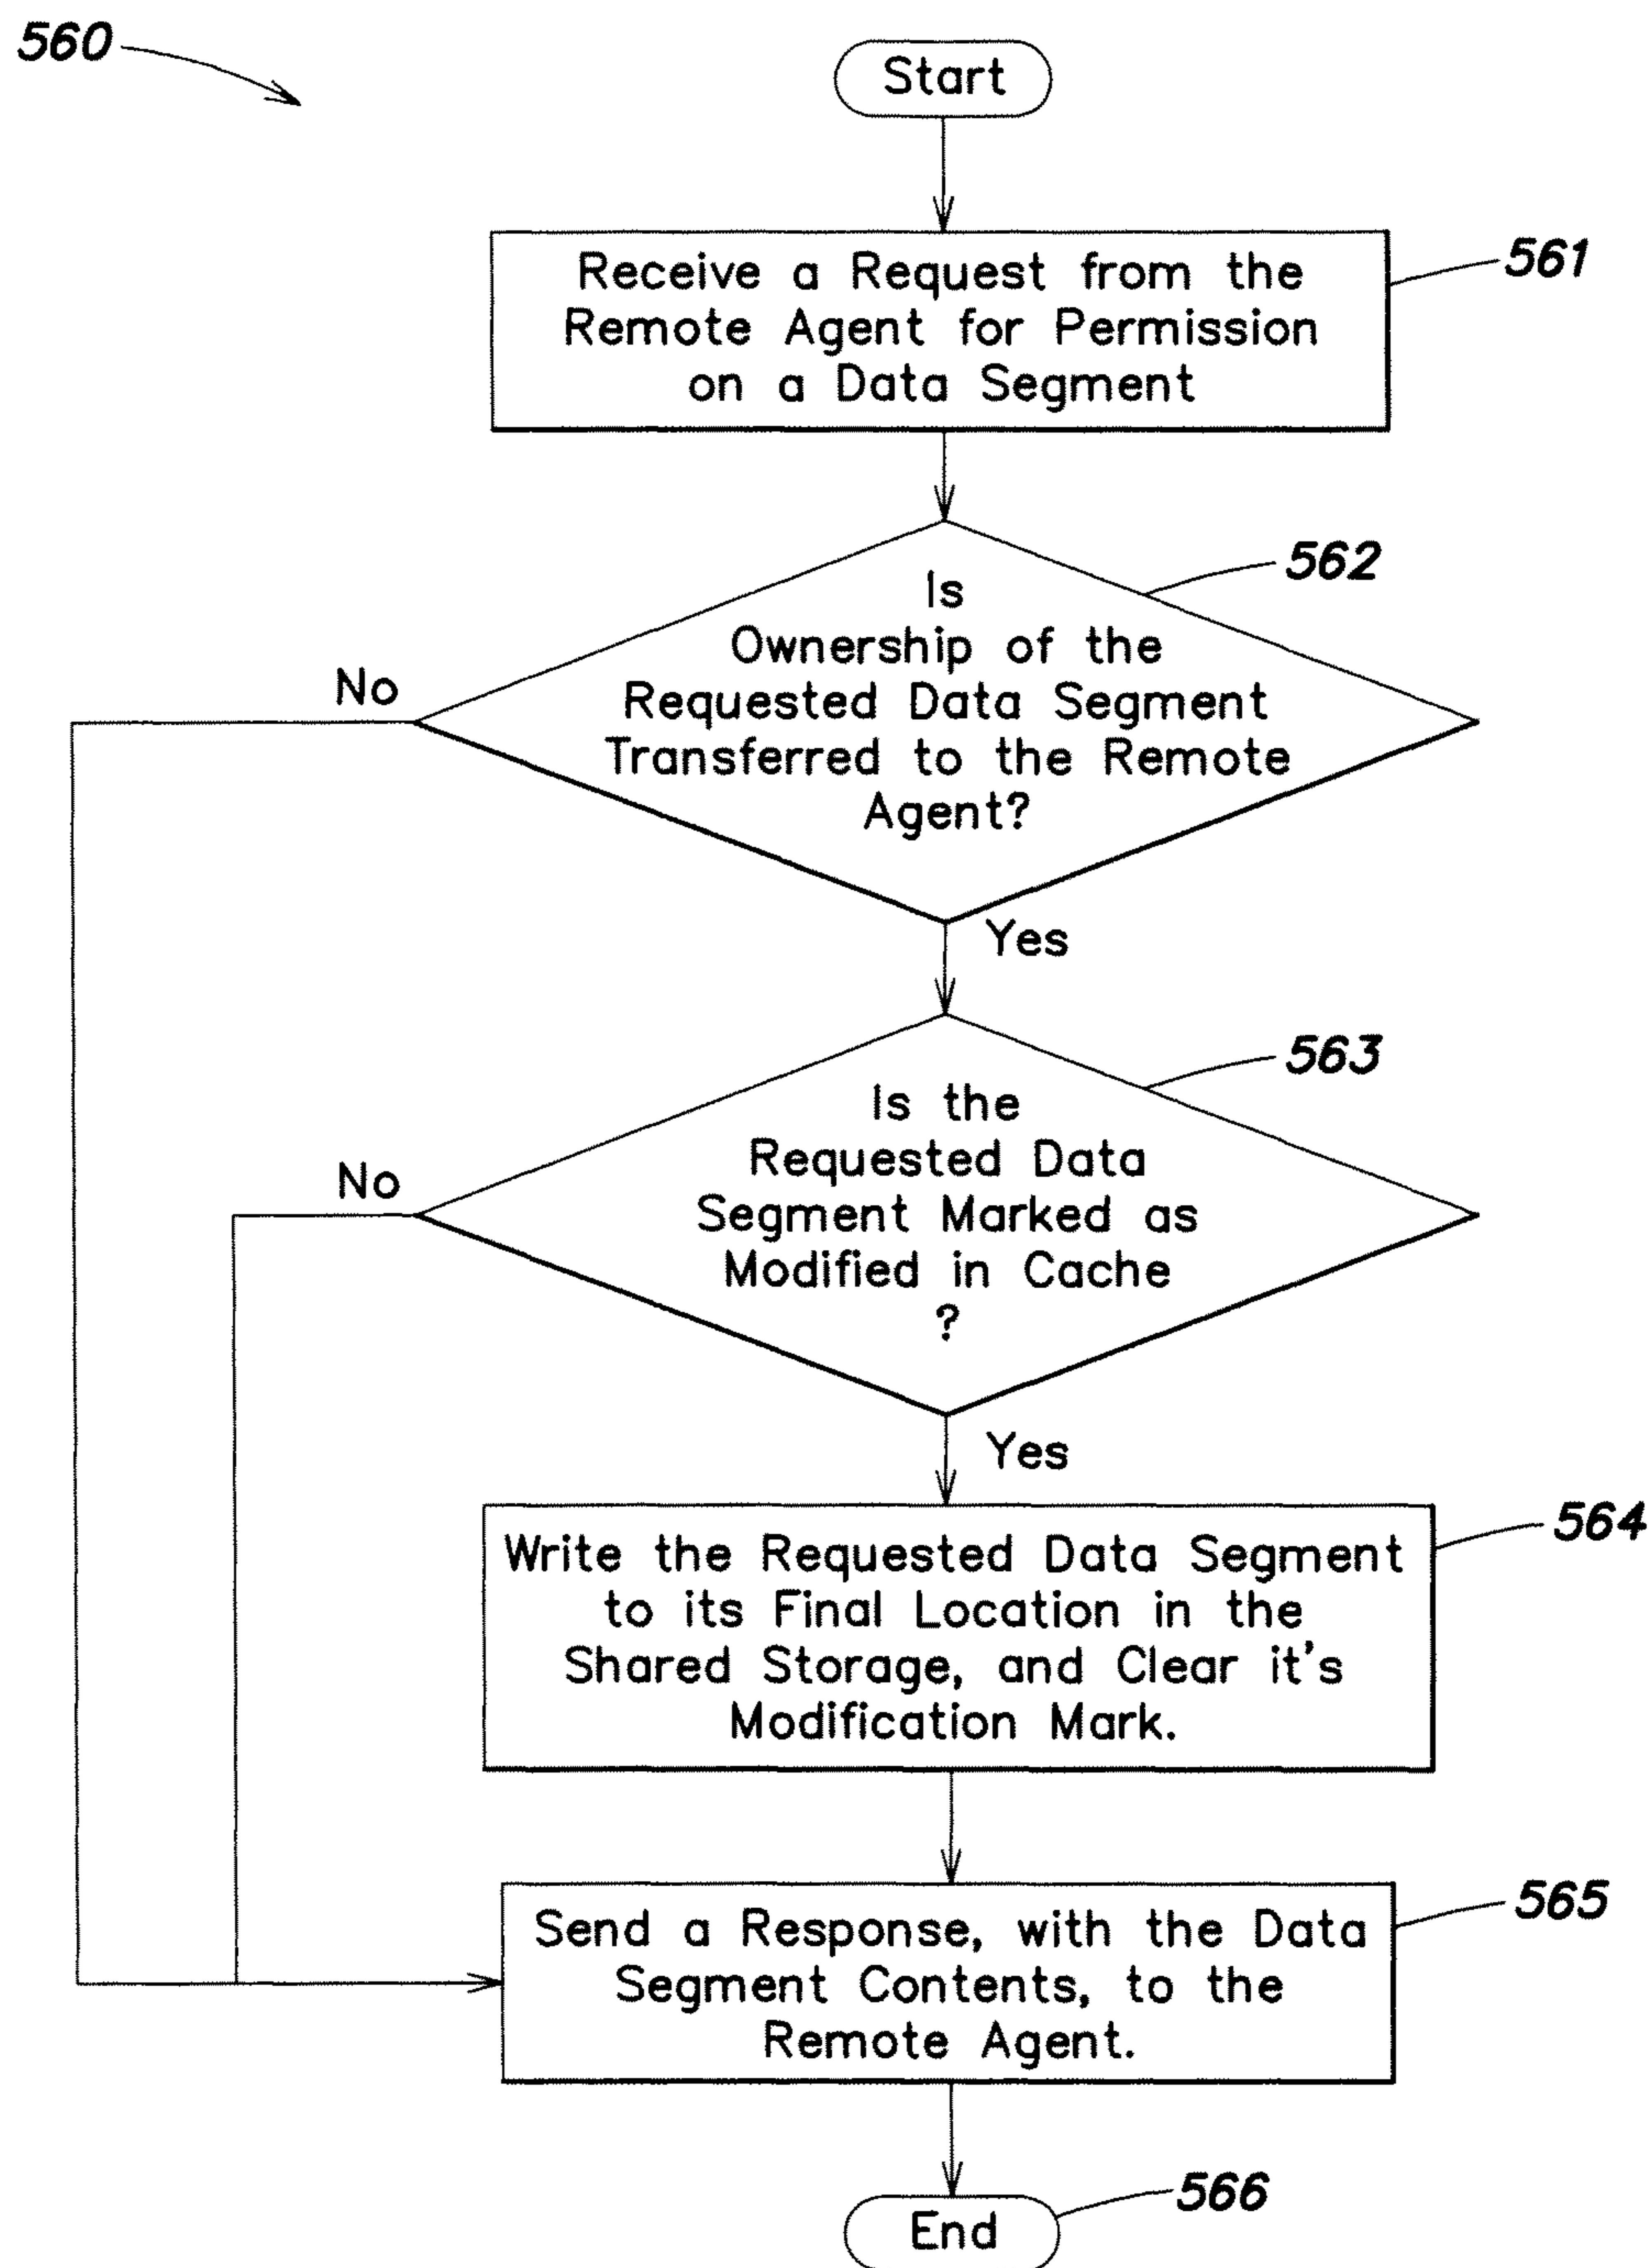 560
Start
Receive a Request from the
Remote Agent for Permission
on a Data Segment
561
562
Is
Ownership of the
Requested Data Segment
Transferred to the Remote
Agent?
No
Yes
563
Is the
Requested Data
Segment Marked as
Modified in Cache
?
No
Yes
564
Write the Requested Data Segment
to its Final Location in the
Shared Storage, and Clear it's
Modification Mark.
565
Send a Response, with the Data
Segment Contents, to the
Remote Agent.
566
End